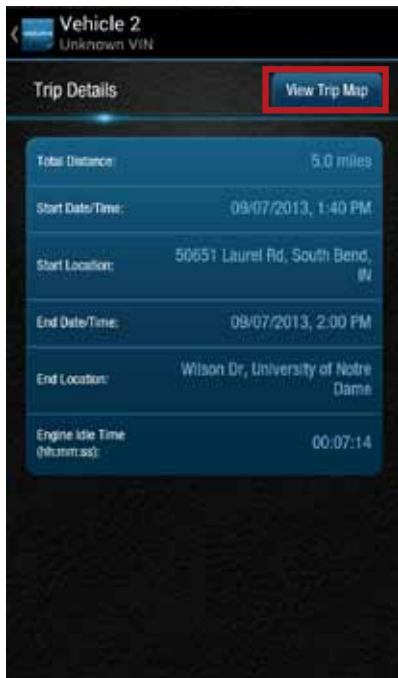 Vehicle 2
Unknown VIN
Trip Details
View Trip Map
Total Distance:
5.0 miles
Start Date/Time:
09/07/2013, 1:40 PM
Start Location:
50651 Laurel Rd, South Bend,
IN
End Date/Time:
09/07/2013, 2:00 PM
End Location:
Wilson Dr, University of Notre
Dame
Engine Idle Time
(hh:mm:ss):
00:07:14